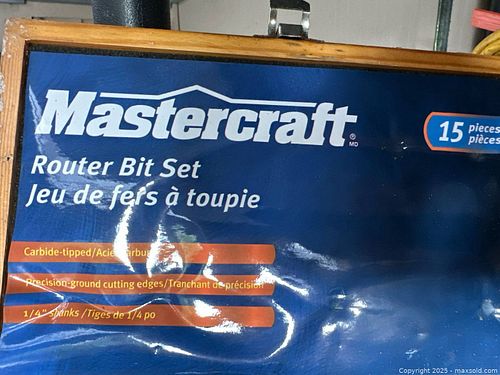 Mastercraft
® MD
15 pieces
pièces
Router Bit Set
Jeu de fers à toupie
Carbide-tipped/Acier
Precision-ground cutting edges/Tranchant de précision
1/4" shanks/Tiges de 1/4 po
Copyright 2025 - maxsold.com